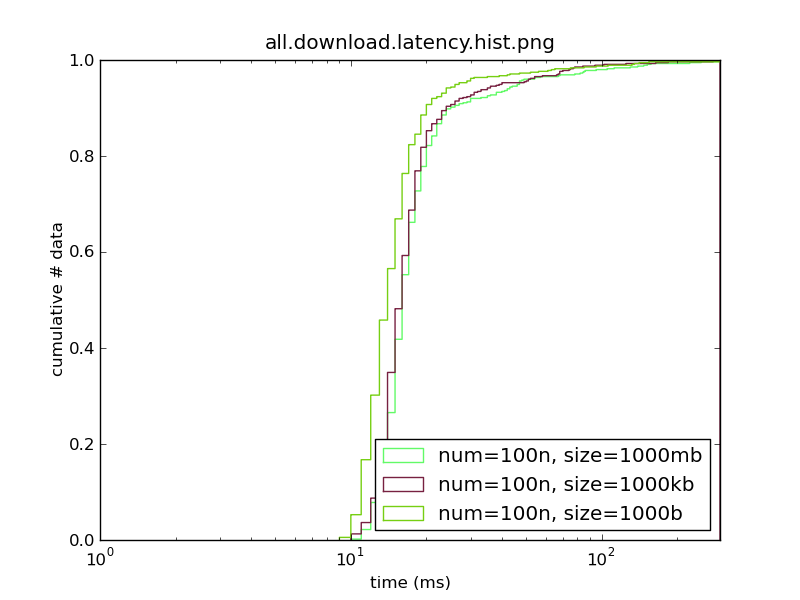 all.download.latency.hist.png
cumulative # data
1.0
0.8
0.6
0.4
0.2
0.0
num=100n, size=1000mb
num=100n, size=1000kb
num=100n, size=1000b
10⁰ 10¹ 10²
time (ms)